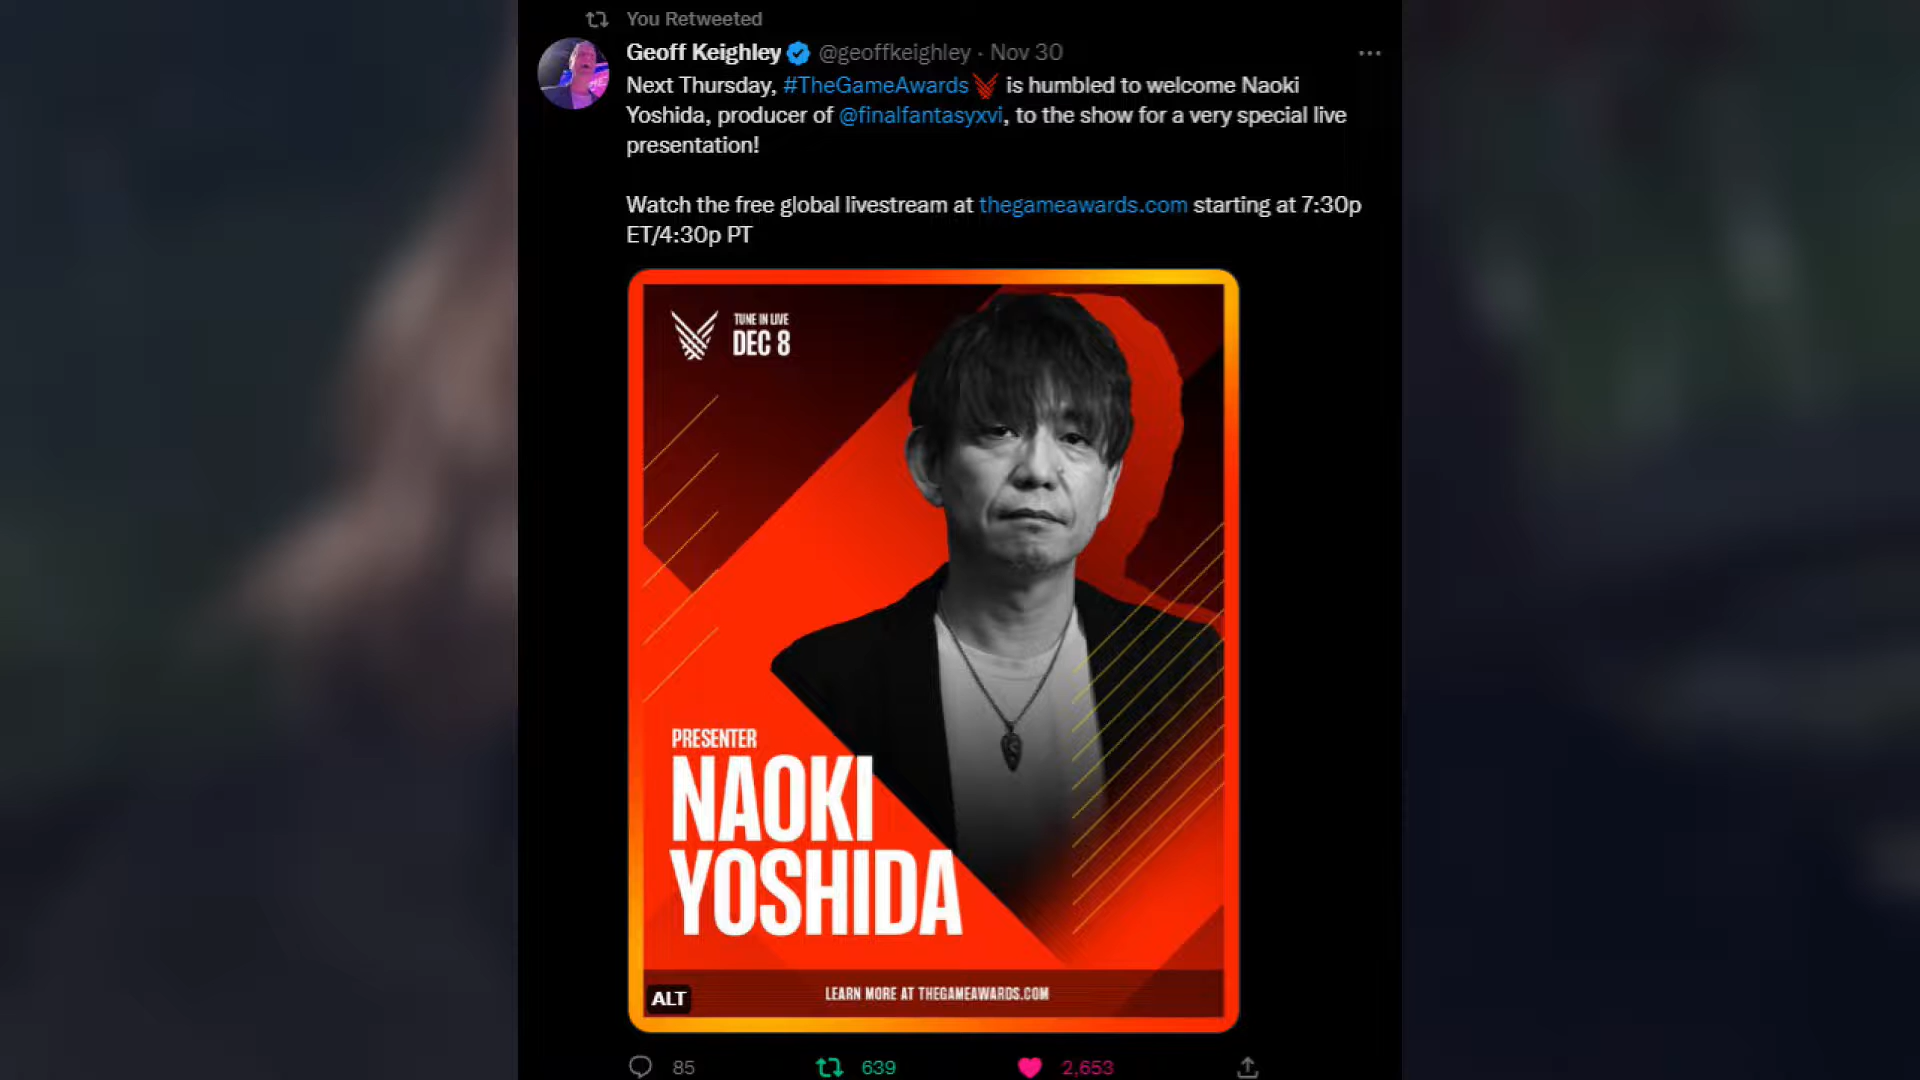 You Retweeted
Geoff Keighley @geoffkeighley · Nov 30
Next Thursday, #TheGameAwards is humbled to welcome Naoki
Yoshida, producer of @finalfantasyxvi, to the show for a very special live
presentation!
Watch the free global livestream at thegameawards.com starting at 7:30p
ET/4:30p PT
TUNE IN LIVE
DEC 8
PRESENTER
NAOKI
YOSHIDA
ALT
LEARN MORE AT THEGAMEAWARDS.COM
85 639 2,653